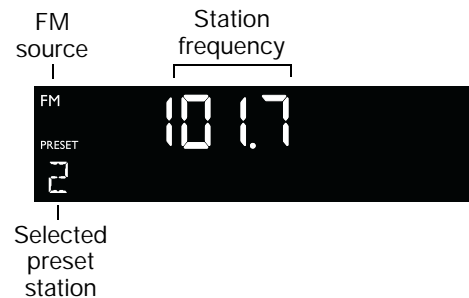 FM
source
Station
frequency
FM
101.7
PRESET
2
Selected
preset
station